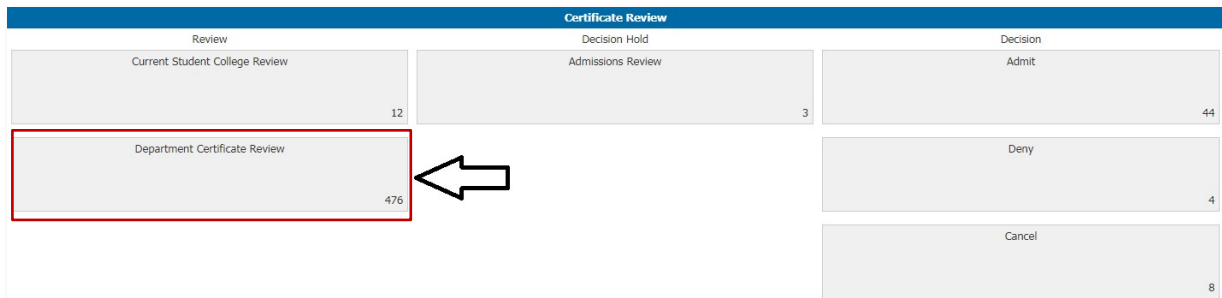 Certificate Review
Review
Decision Hold
Decision
Current Student College Review
12
Admissions Review
3
Admit
44
Department Certificate Review
476
Deny
4
Cancel
8